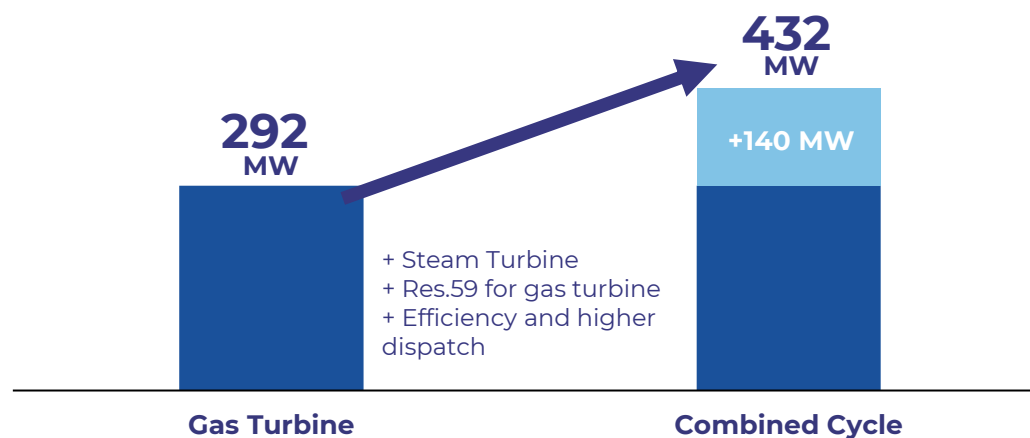 432
MW
292
MW
+140 MW
+ Steam Turbine
+ Res.59 for gas turbine
+ Efficiency and higher
dispatch
Gas Turbine
Combined Cycle